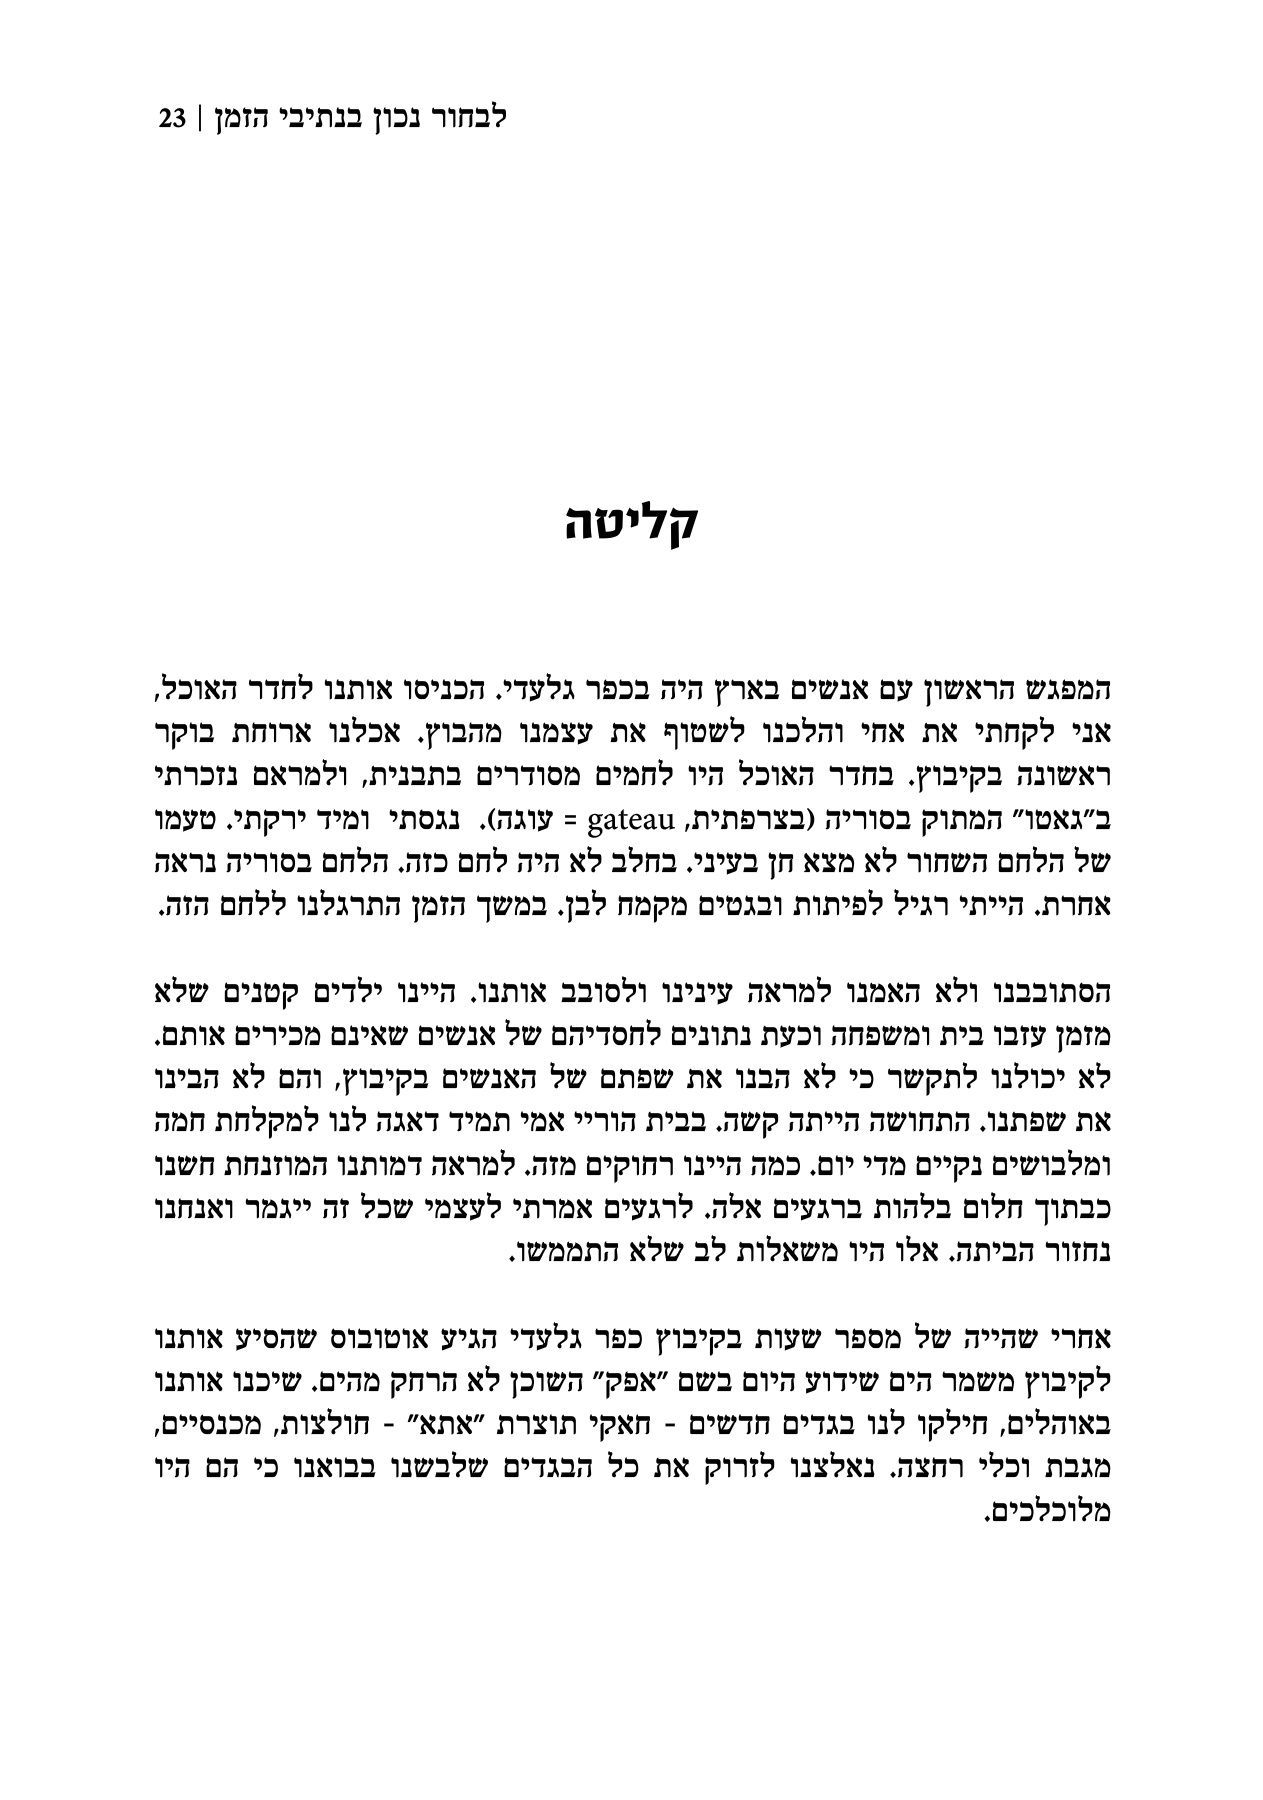 לבחור נכון בנתיבי הזמן | 23
קליטה
המפגש הראשון עם אנשים בארץ היה בכפר גלעדי. הכניסו אותנו לחדר האוכל,
אני לקחתי את אחי והלכנו לשטוף את עצמנו מהבוץ. אכלנו ארוחת בוקר
ראשונה בקיבוץ. בחדר האוכל היו לחמים מסודרים בתבנית, ולמראם נזכרתי
ב"גאטו" המתוק בסוריה (בצרפתית, gateau = עוגה). נגסתי ומיד ירקתי. טעמו
של הלחם השחור לא מצא חן בעיני. בחלב לא היה לחם כזה. הלחם בסוריה נראה
אחרת. הייתי רגיל לפיתות ובגטים מקמח לבן. במשך הזמן התרגלנו ללחם הזה.
הסתובבנו ולא האמנו למראה עינינו ולסובב אותנו. היינו ילדים קטנים שלא
מזמן עזבו בית ומשפחה וכעת נתונים לחסדיהם של אנשים שאינם מכירים אותם.
לא יכולנו לתקשר כי לא הבנו את שפתם של האנשים בקיבוץ, והם לא הבינו
את שפתנו. התחושה הייתה קשה. בבית הוריי אמי תמיד דאגה לנו למקלחת חמה
ומלבושים נקיים מדי יום. כמה היינו רחוקים מזה. למראה דמותנו המוזנחת חשנו
כבתוך חלום בלהות ברגעים אלה. לרגעים אמרתי לעצמי שכל זה ייגמר ואנחנו
נחזור הביתה. אלו היו משאלות לב שלא התממשו.
אחרי שהייה של מספר שעות בקיבוץ כפר גלעדי הגיע אוטובוס שהסיע אותנו
לקיבוץ משמר הים שידוע היום בשם "אפק" השוכן לא הרחק מהים. שיכנו אותנו
באוהלים, חילקו לנו בגדים חדשים - חאקי תוצרת "אתא" - חולצות, מכנסיים,
מגבת וכלי רחצה. נאלצנו לזרוק את כל הבגדים שלבשנו בבואנו כי הם היו
מלוכלכים.